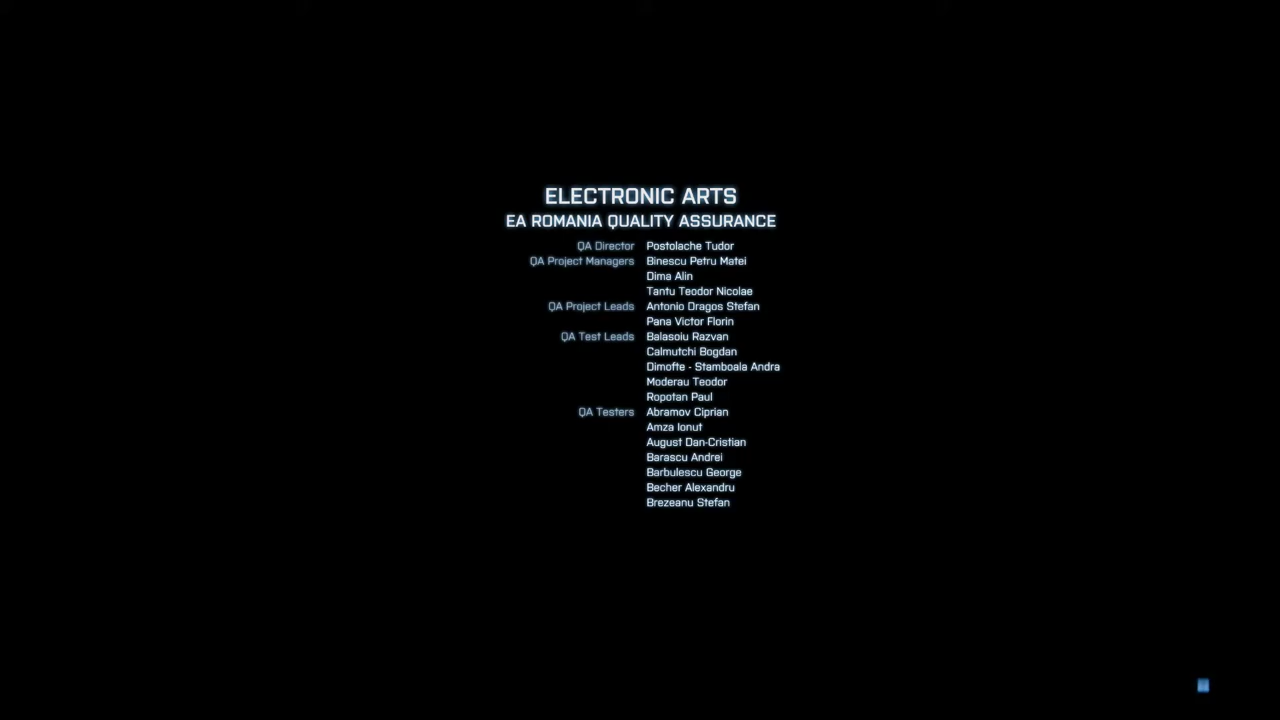 ELECTRONIC ARTS
EA ROMANIA QUALITY ASSURANCE
QA Director Postolache Tudor
QA Project Managers Binescu Petru Matei
Dima Alin
Tantu Teodor Nicolae
QA Project Leads Antonio Dragos Stefan
Pana Victor Florin
QA Test Leads Balasoiu Razvan
Calmutchi Bogdan
Dimofte - Stamboala Andra
Moderau Teodor
Ropotan Paul
QA Testers Abramov Ciprian
Amza Ionut
August Dan-Cristian
Barascu Andrei
Barbulescu George
Becher Alexandru
Brezeanu Stefan